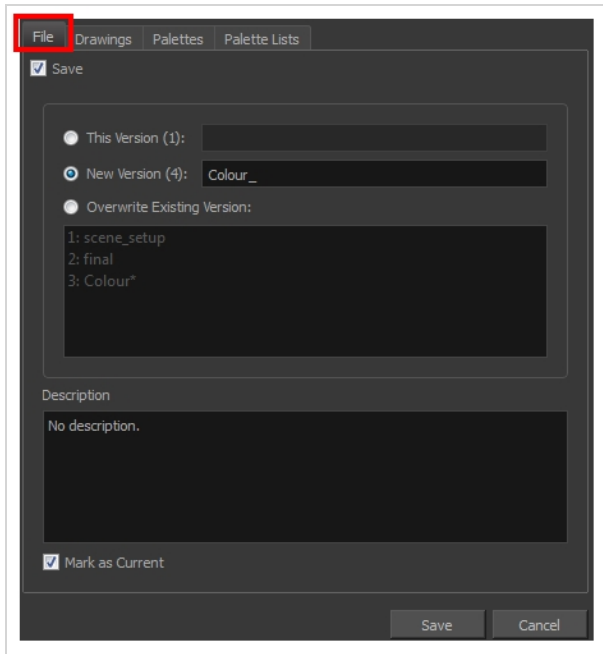 File Drawings Palettes Palette Lists
Save
This Version (1):
New Version (4): Colour_
Overwrite Existing Version:
1: scene_setup
2: final
3: Colour*
Description
No description.
Mark as Current
Save Cancel